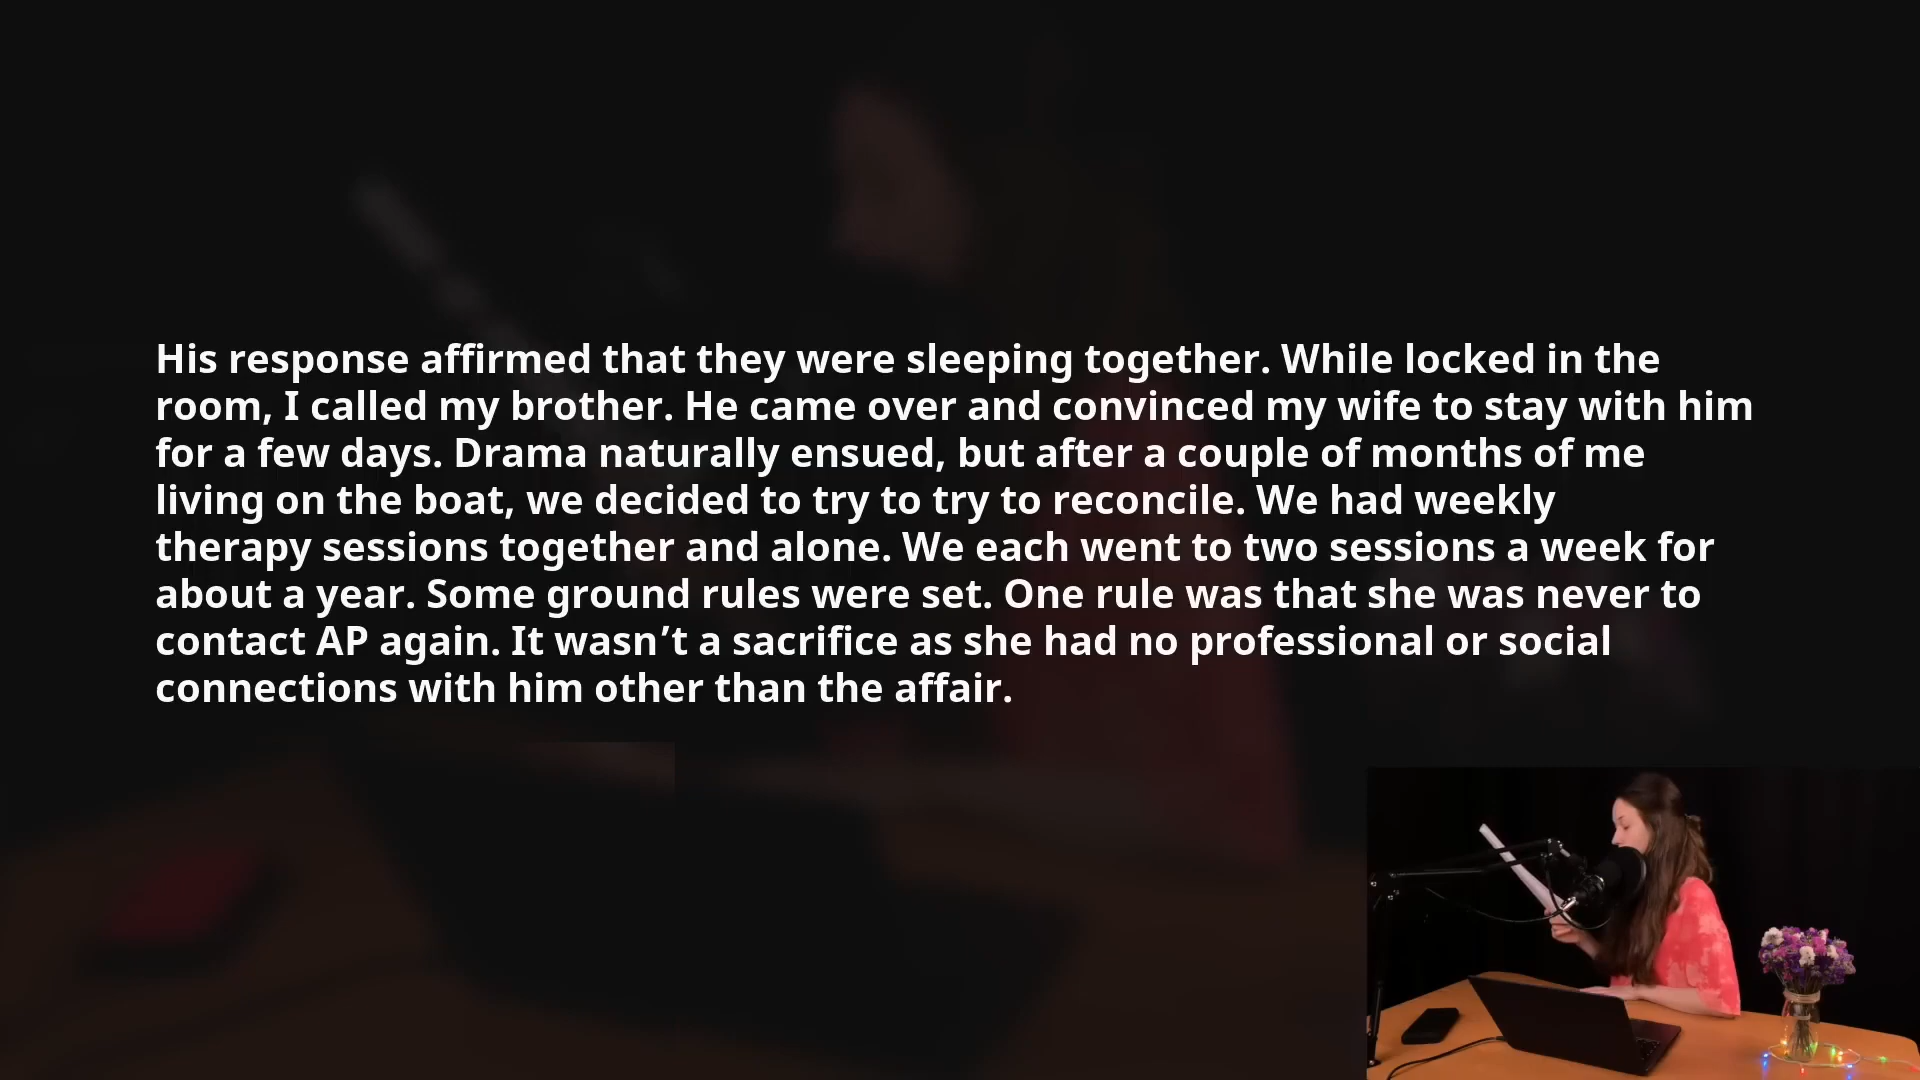 His response affirmed that they were sleeping together. While locked in the
room, I called my brother. He came over and convinced my wife to stay with him
for a few days. Drama naturally ensued, but after a couple of months of me
living on the boat, we decided to try to try to reconcile. We had weekly
therapy sessions together and alone. We each went to two sessions a week for
about a year. Some ground rules were set. One rule was that she was never to
contact AP again. It wasn’t a sacrifice as she had no professional or social
connections with him other than the affair.